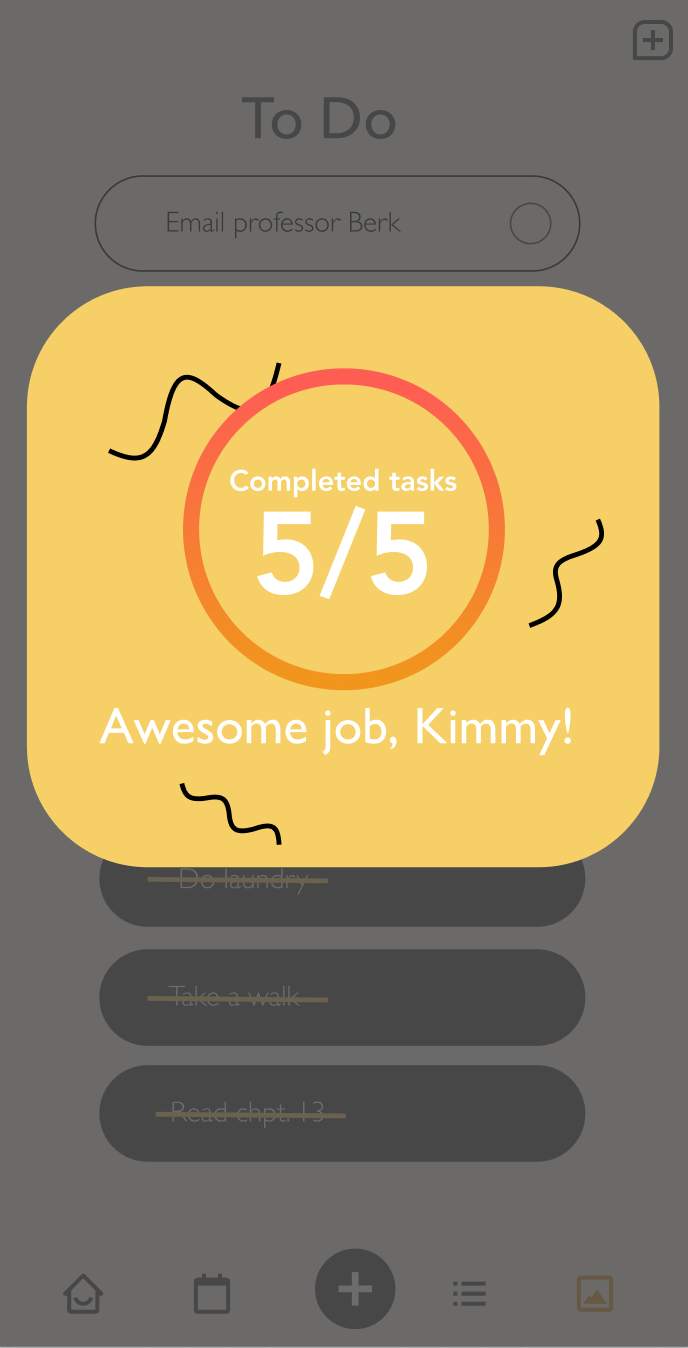 To Do
Email professor Berk
Completed tasks
5/5
Awesome job, Kimmy!
Do laundry
Take a walk
Read chpt. 13